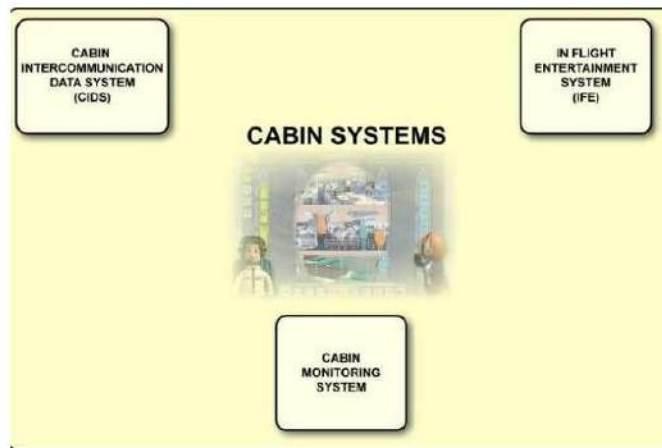 CABIN
INTERCOMMUNICATION
DATA SYSTEM
(CIDS)
IN FLIGHT
ENTERTAINMENT
SYSTEM
(IFE)
CABIN SYSTEMS
CABIN
MONITORING
SYSTEM